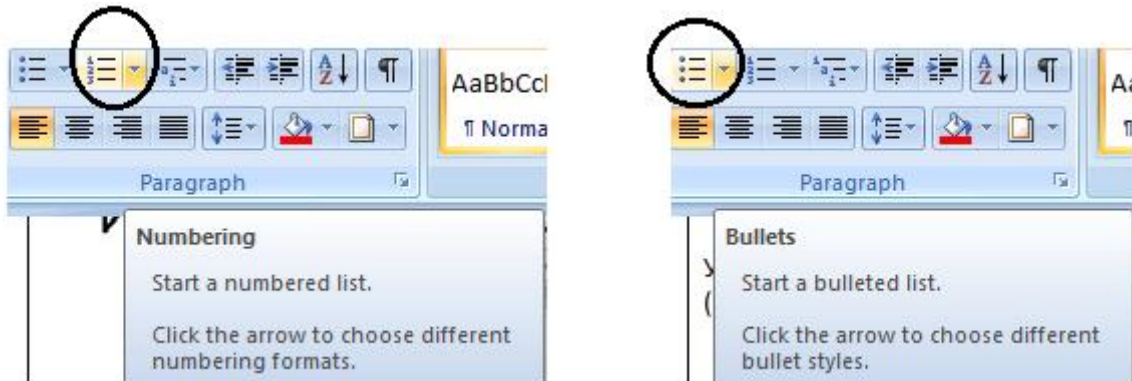 AaBbCcl
¶ Norma
Paragraph
Numbering
Start a numbered list.
Click the arrow to choose different
numbering formats.
Paragraph
Bullets
Start a bulleted list.
Click the arrow to choose different
bullet styles.